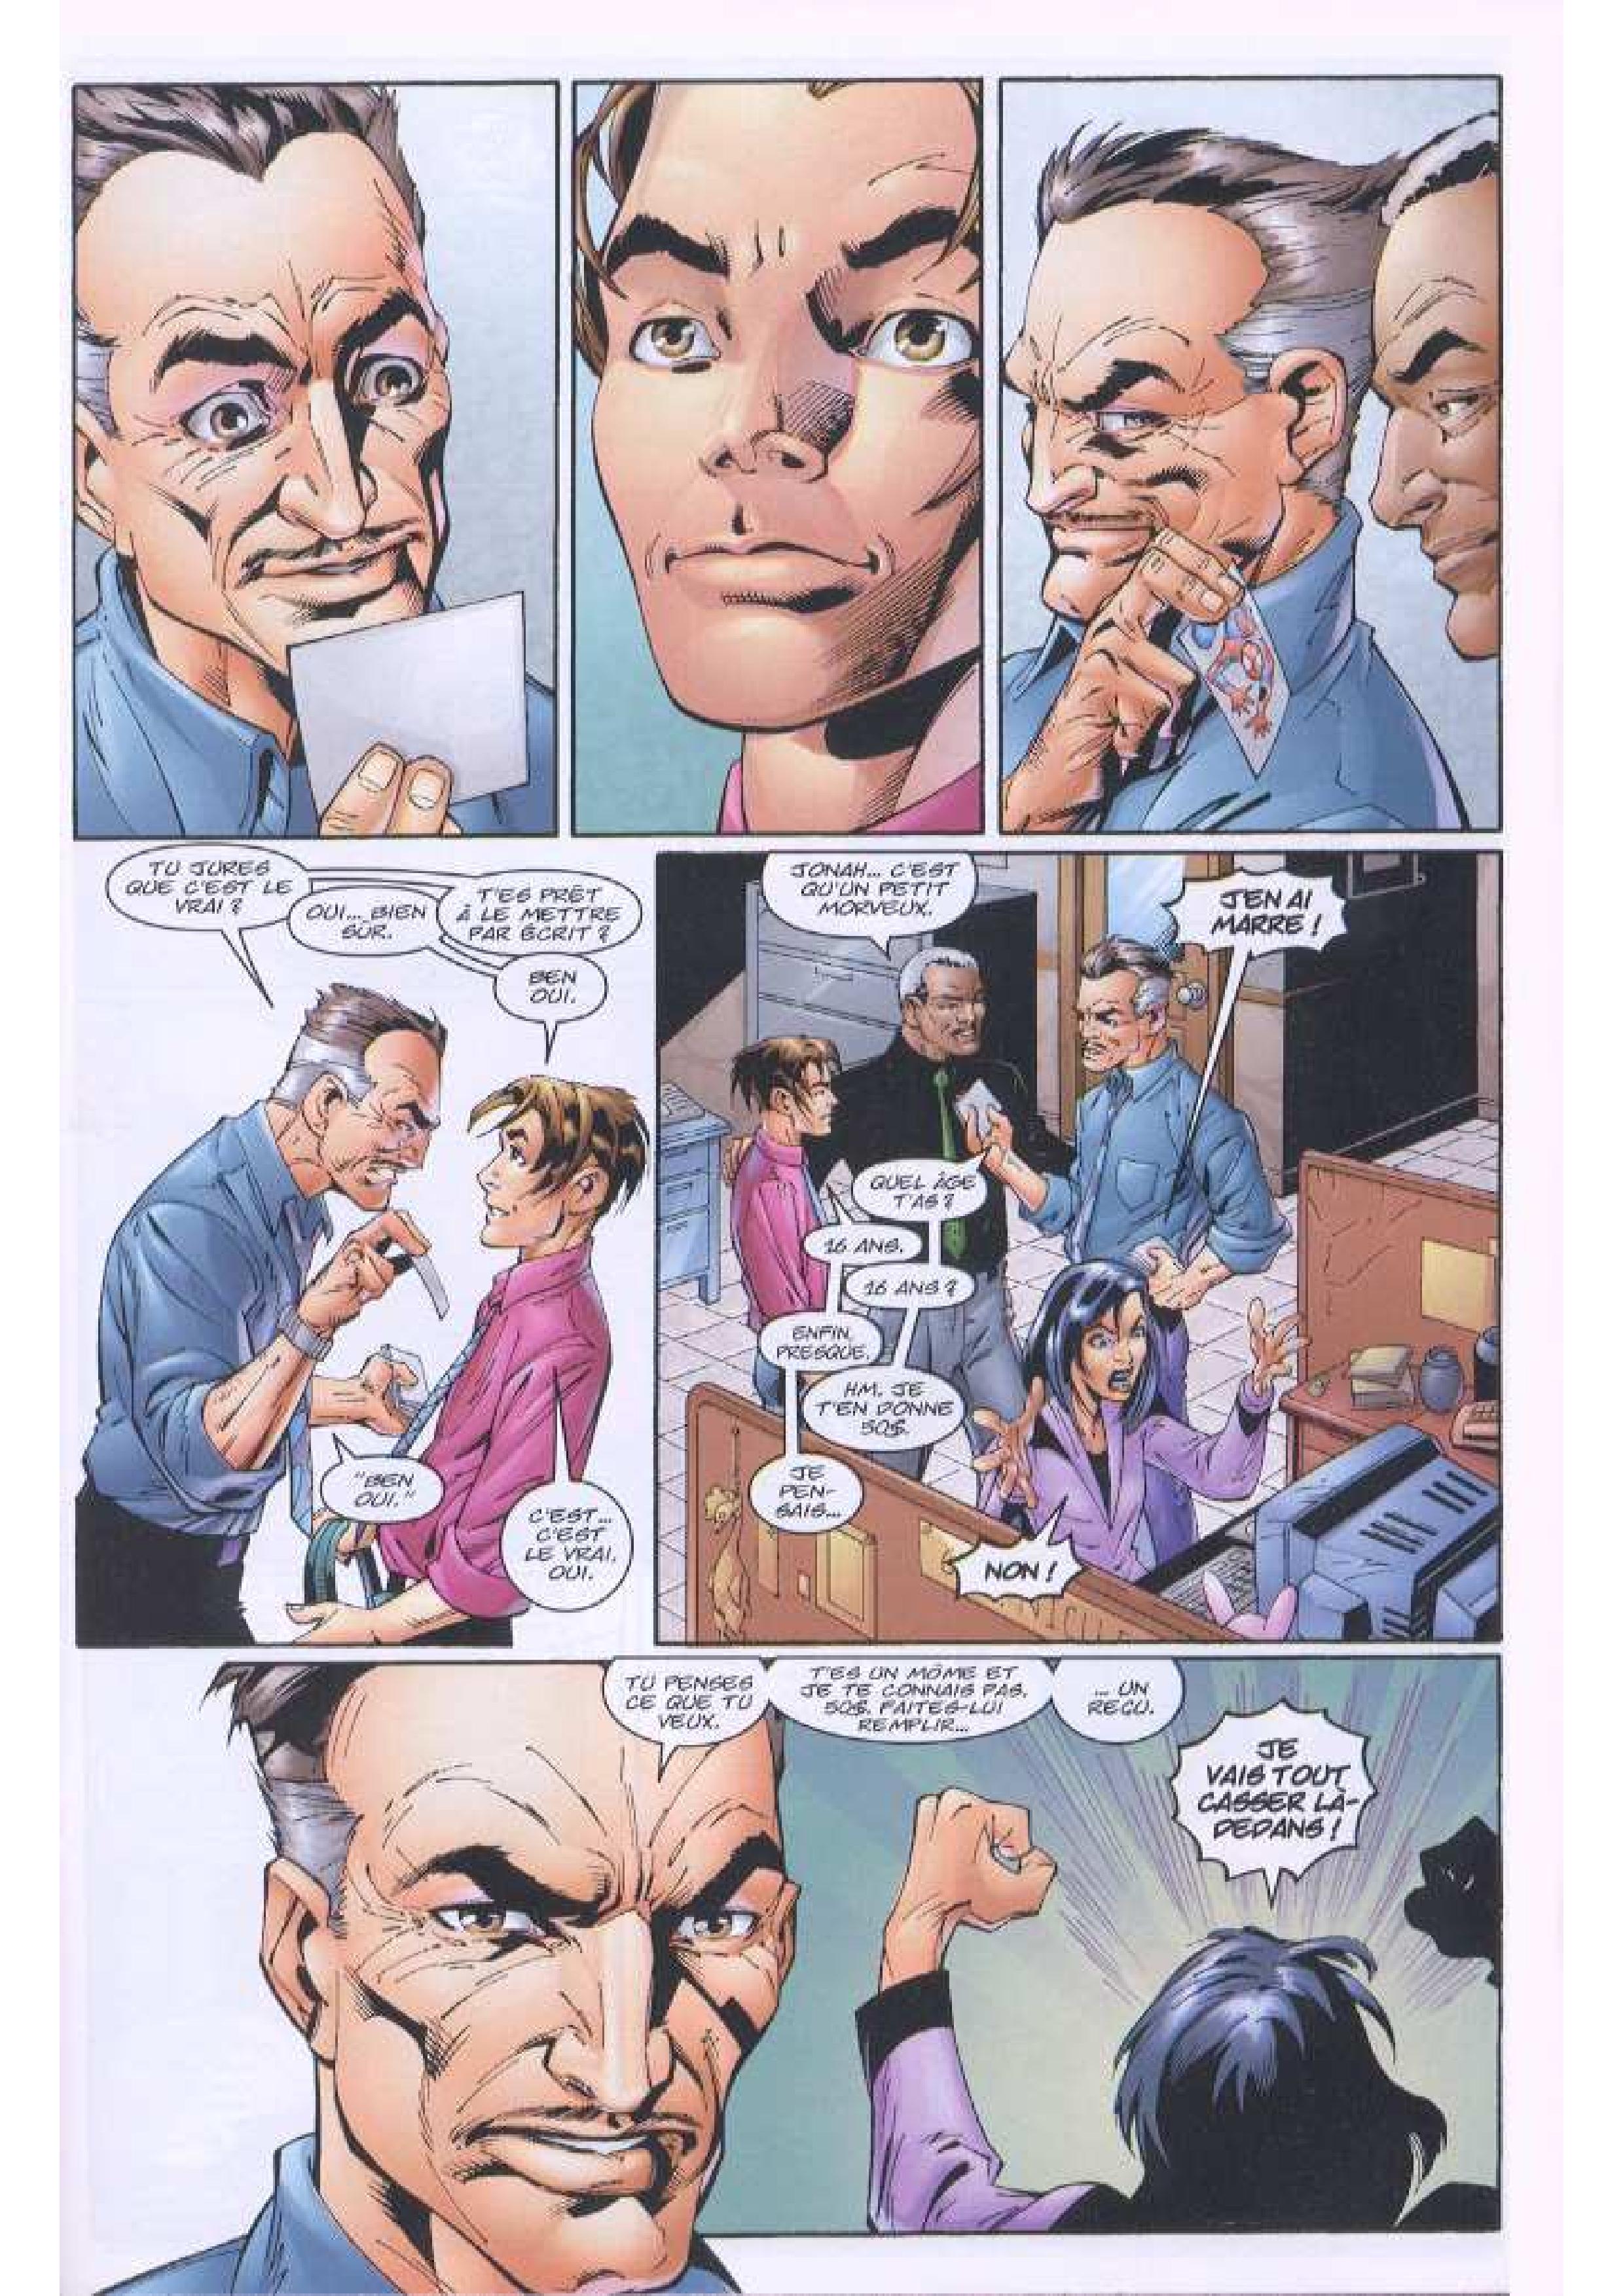 TU JURES
QUE C'EST LE
VRAI ?
OUI... BIEN
SÛR.
T'ES PRÊT
À LE METTRE
PAR ÉCRIT ?
BEN
OUI.
"BEN
OUI."
C'EST...
C'EST
LE VRAI.
OUI.
JONAH... C'EST
QU'UN PETIT
MORVEUX.
J'EN AI
MARRE !
QUEL ÂGE
T'AS ?
16 ANS.
16 ANS ?
ENFIN,
PRESQUE.
HM. JE
T'EN DONNE
50$.
JE
PEN-
SAIS...
NON !
TU PENSES
CE QUE TU
VEUX.
T'ES UN MÔME ET
JE TE CONNAIS PAS.
50$. FAITES-LUI
REMPLIR...
... UN
REÇU.
JE
VAIS TOUT
CASSER LÀ-
DEDANS !